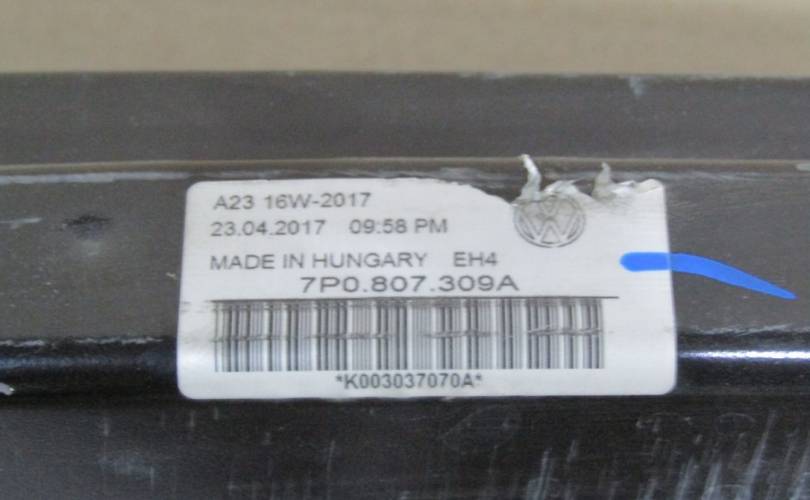 A23 16W-2017
23.04.2017 09:58 PM
MADE IN HUNGARY EH4
7P0.807.309A
*K003037070A*